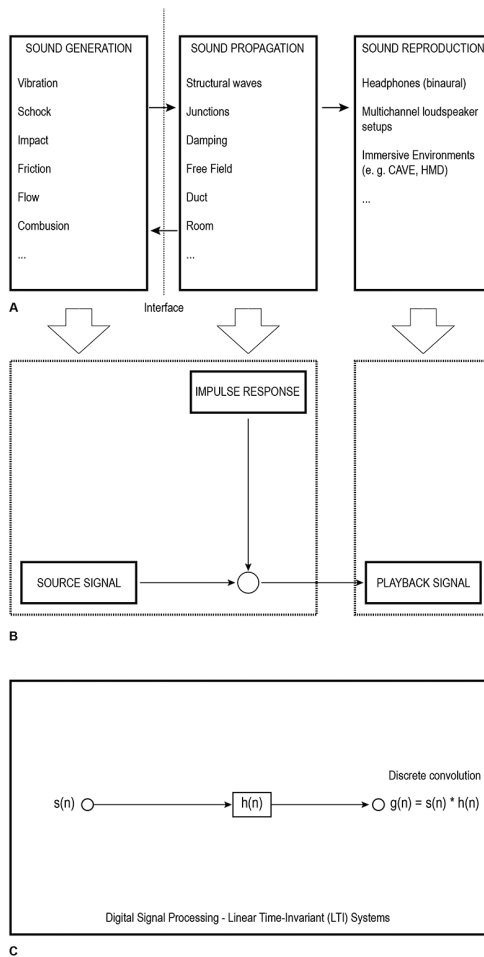 SOUND GENERATION
Vibration
Schock
Impact
Friction
Flow
Combusion
...
SOUND PROPAGATION
Structural waves
Junctions
Damping
Free Field
Duct
Room
...
SOUND REPRODUCTION
Headphones (binaural)
Multichannel loudspeaker
setups
Immersive Environments
(e. g. CAVE, HMD)
...
A
Interface
IMPULSE RESPONSE
SOURCE SIGNAL
PLAYBACK SIGNAL
B
Discrete convolution
s(n)
h(n)
g(n) = s(n) * h(n)
Digital Signal Processing - Linear Time-Invariant (LTI) Systems
C